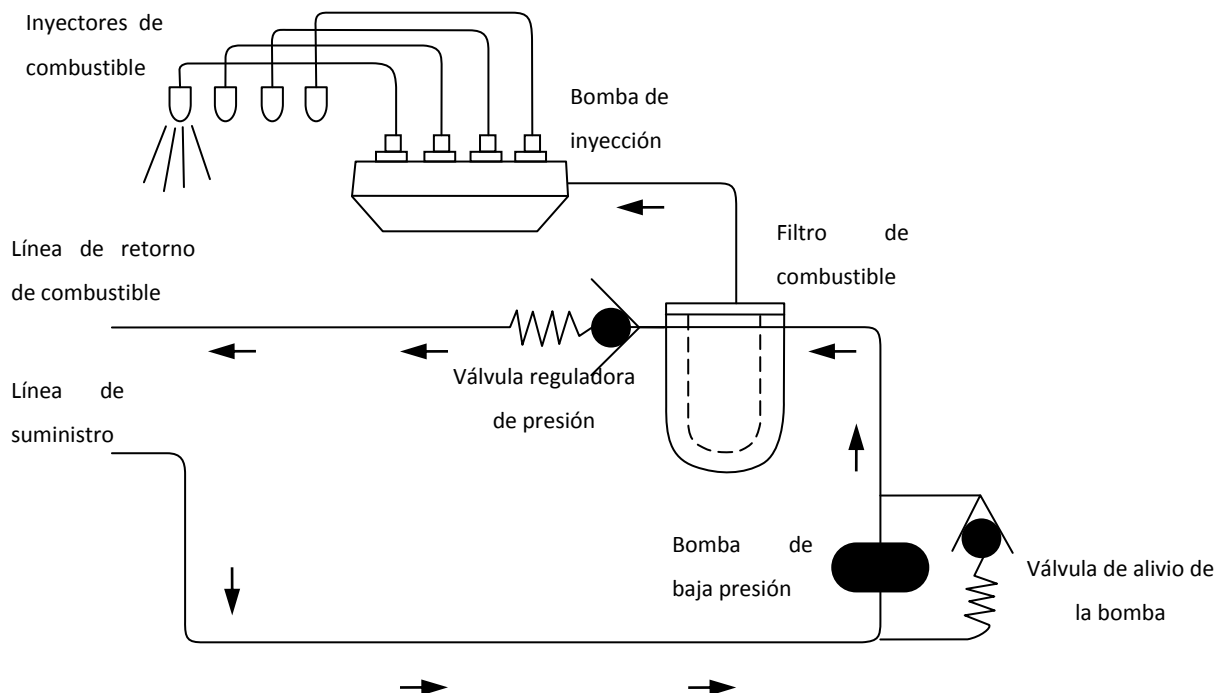 Inyectores de
combustible
Bomba de
inyección
Línea de retorno
de combustible
Filtro de
combustible
Válvula reguladora
de presión
Línea de
suministro
Bomba de
baja presión
Válvula de alivio de
la bomba